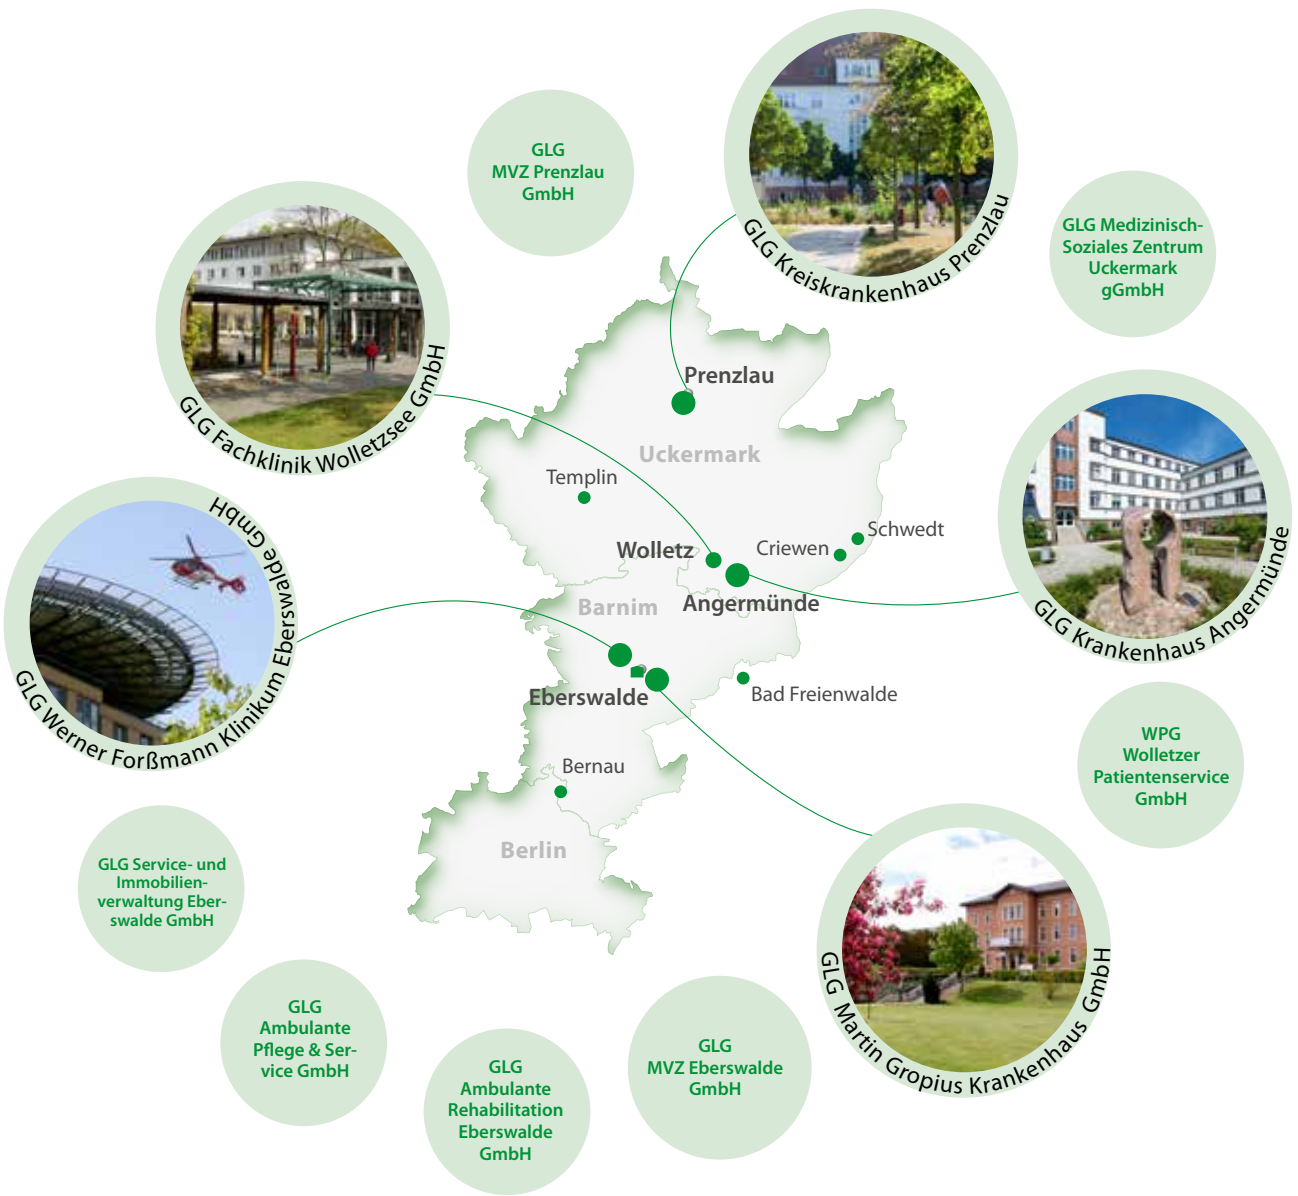 GLG
MVZ Prenzlau
GmbH
GLG Kreiskrankenhaus Prenzlau
GLG Medizinisch-
Soziales Zentrum
Uckermark
gGmbH
GLG Fachklinik Wolletzsee GmbH
Prenzlau
Uckermark
Templin
Schwedt
Criewen
Wolletz
Angermünde
Barnim
GLG Krankenhaus Angermünde
GLG Werner Forßmann Klinikum Eberswalde GmbH
Eberswalde
Bad Freienwalde
Bernau
Berlin
WPG
Wolletzer
Patientenservice
GmbH
GLG Service- und
Immobilien-
verwaltung Eber-
swalde GmbH
GLG Martin Gropius Krankenhaus GmbH
GLG
Ambulante
Pflege & Ser-
vice GmbH
GLG
Ambulante
Rehabilitation
Eberswalde
GmbH
GLG
MVZ Eberswalde
GmbH